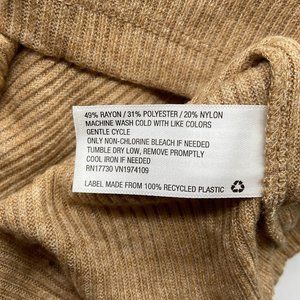 49% RAYON / 31% POLYESTER / 20% NYLON
MACHINE WASH COLD WITH LIKE COLORS
GENTLE CYCLE
ONLY NON-CHLORINE BLEACH IF NEEDED
TUMBLE DRY LOW, REMOVE PROMPTLY
COOL IRON IF NEEDED
RN17730 VN1974109
LABEL MADE FROM 100% RECYCLED PLASTIC